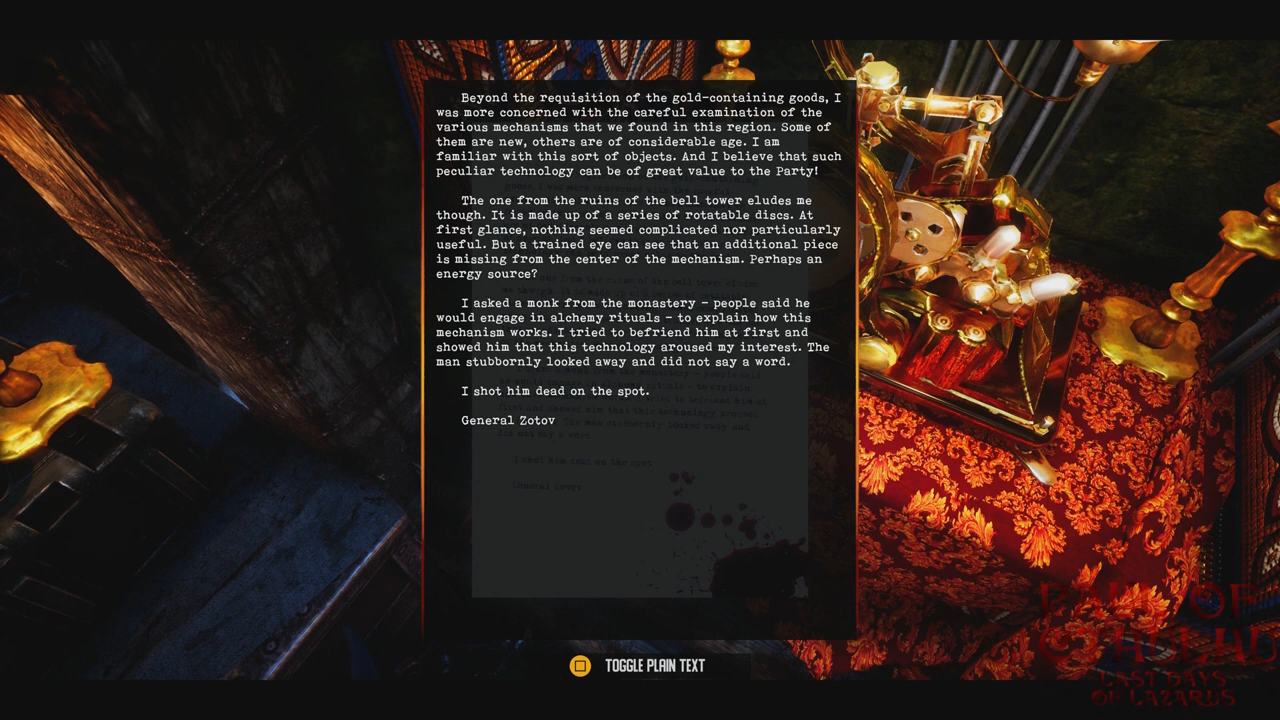 Beyond the requisition of the gold-containing goods, I
was more concerned with the careful examination of the
various mechanisms that we found in this region. Some of
them are new, others are of considerable age. I am
familiar with this sort of objects. And I believe that such
peculiar technology can be of great value to the Party!
The one from the ruins of the bell tower eludes me
though. It is made up of a series of rotatable discs. At
first glance, nothing seemed complicated nor particularly
useful. But a trained eye can see that an additional piece
is missing from the center of the mechanism. Perhaps an
energy source?
I asked a monk from the monastery – people said he
would engage in alchemy rituals – to explain how this
mechanism works. I tried to befriend him at first and
showed him that this technology aroused my interest. The
man stubbornly looked away and did not say a word.
I shot him dead on the spot.
General Zotov
TOGGLE PLAIN TEXT
OF
CTHULHU
LAST DAYS
OF LAZARUS